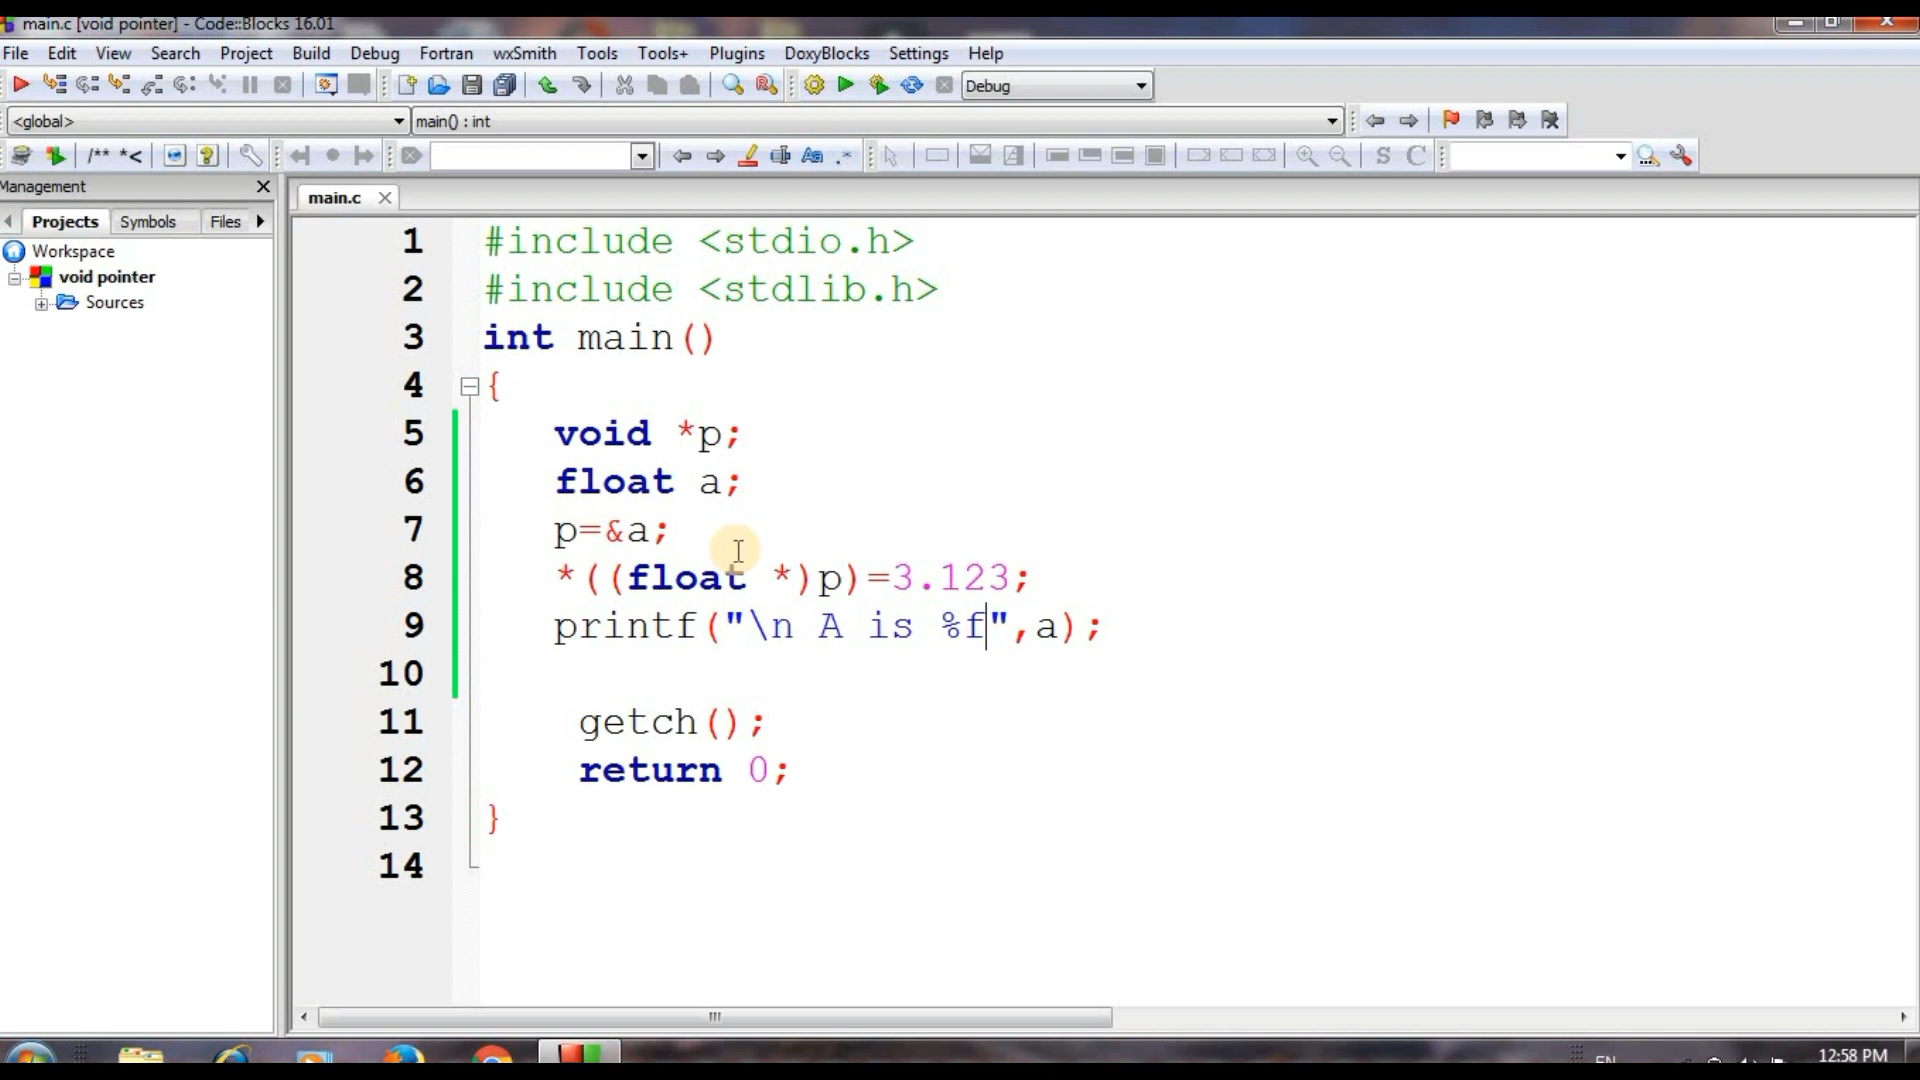 main.c [void pointer] - Code::Blocks 16.01
File Edit View Search Project Build Debug Fortran wxSmith Tools Tools+ Plugins DoxyBlocks Settings Help
Debug
<global> main() : int
/** *<
S C
Management
main.c
Projects Symbols Files
Workspace
void pointer
Sources
1 #include <stdio.h>
2 #include <stdlib.h>
3 int main()
4 {
5 void *p;
6 float a;
7 p=&a;
8 *((float *)p)=3.123;
9 printf("\n A is %f",a);
10
11 getch();
12 return 0;
13 }
14
EN
12:58 PM